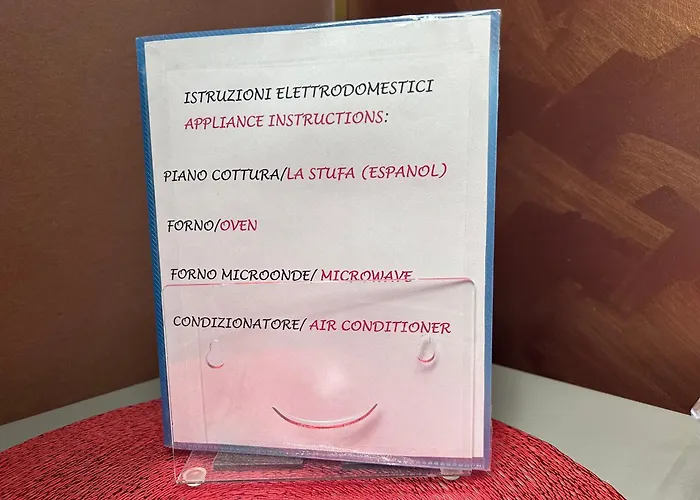 ISTRUZIONI ELETTRODOMESTICI
APPLIANCE INSTRUCTIONS:
PIANO COTTURA/LA STUFA (ESPANOL)
FORNO/OVEN
FORNO MICROONDE/ MICROWAVE
CONDIZIONATORE/ AIR CONDITIONER